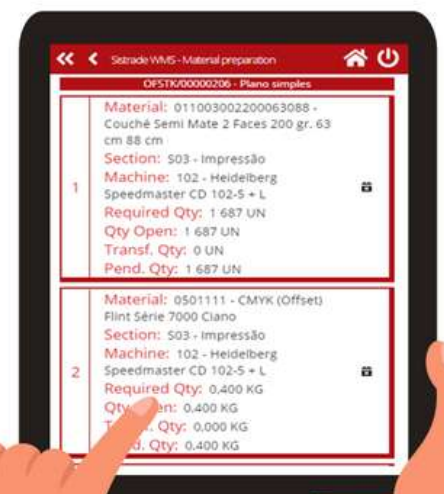 Sistrade WMS - Material preparation
OFSTK/00000206 - Plano simples
1
Material: 011003002200063088 -
Couché Semi Mate 2 Faces 200 gr. 63
cm 88 cm
Section: S03 - Impressão
Machine: 102 - Heidelberg
Speedmaster CD 102-5 + L
Required Qty: 1 687 UN
Qty Open: 1 687 UN
Transf. Qty: 0 UN
Pend. Qty: 1 687 UN
2
Material: 0501111 - CMYK (Offset)
Flint Série 7000 Ciano
Section: S03 - Impressão
Machine: 102 - Heidelberg
Speedmaster CD 102-5 + L
Required Qty: 0,400 KG
Qty 0,400 KG
Qty: 0,000 KG
Qty: 0,400 KG